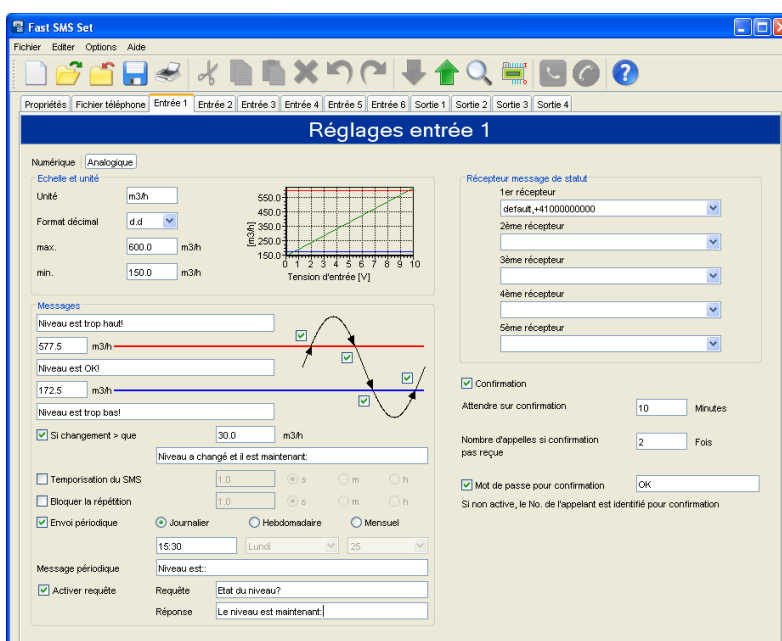 Fast SMS Set
Fichier Editer Options Aide
Propriétés Fichier téléphone Entrée 1 Entrée 2 Entrée 3 Entrée 4 Entrée 5 Entrée 6 Sortie 1 Sortie 2 Sortie 3 Sortie 4
Réglages entrée 1
Numérique Analogique
Echelle et unité
Unité m3/h
Format décimal d.d
max. 600.0 m3/h
min. 150.0 m3/h
[m3/h]
550.0
450.0
350.0
250.0
150.0
0 1 2 3 4 5 6 7 8 9 10
Tension d'entrée [V]
Messages
Niveau est trop haut!
577.5 m3/h
Niveau est OK!
172.5 m3/h
Niveau est trop bas!
Si changement > que 30.0 m3/h
Niveau a changé et il est maintenant:
Temporisation du SMS 1.0 s m h
Bloquer la répétition 1.0 s m h
Envoi périodique Journalier Hebdomadaire Mensuel
15:30 Lundi 25
Message périodique Niveau est::
Activer requête Requête Etat du niveau?
Réponse Le niveau est maintenant:
Récepteur message de statut
1er récepteur
default,+41000000000
2ème récepteur
3ème récepteur
4ème récepteur
5ème récepteur
Confirmation
Attendre sur confirmation 10 Minutes
Nombre d'appelles si confirmation
pas reçue 2 Fois
Mot de passe pour confirmation OK
Si non active, le No. de l'appelant est identifié pour confirmation